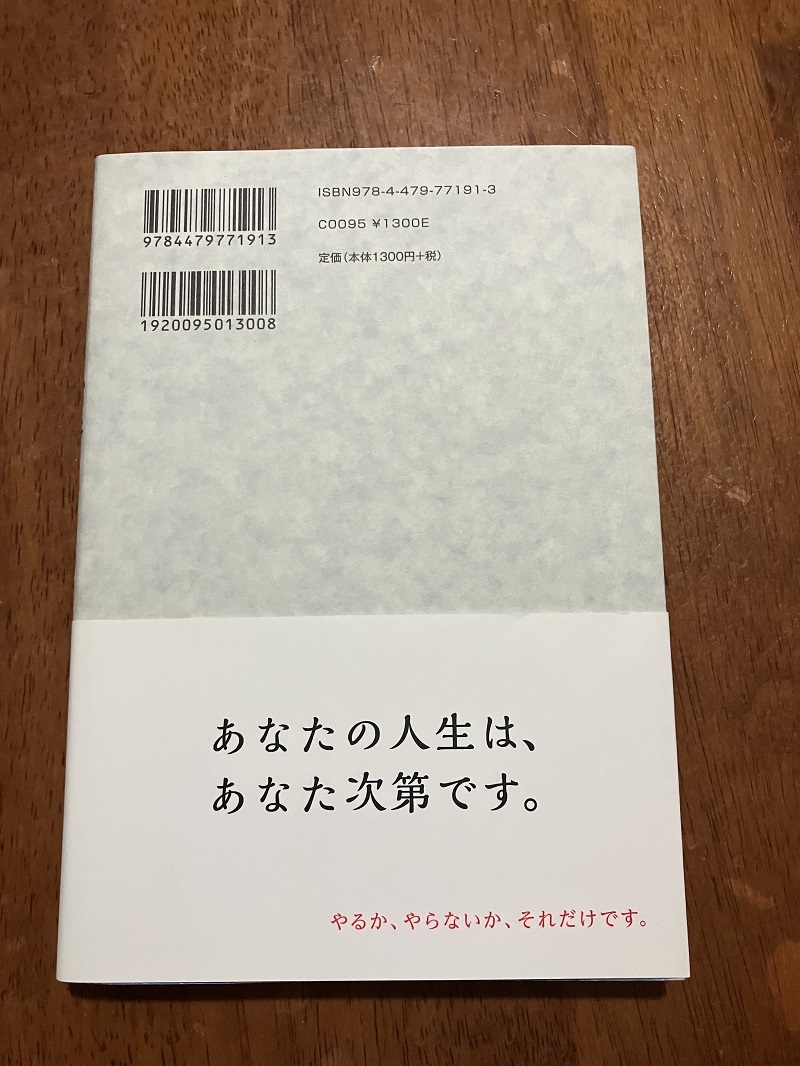 ISBN978-4-479-77191-3
C0095 ¥1300E
定価(本体1300円+税)
9784479771913
1920095013008
あなたの人生は、
あなた次第です。
やるか、やらないか、それだけです。